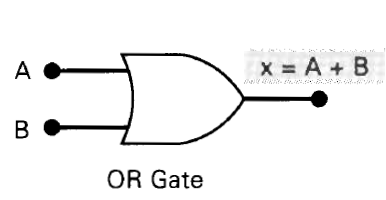 A
x = A + B
B
OR Gate